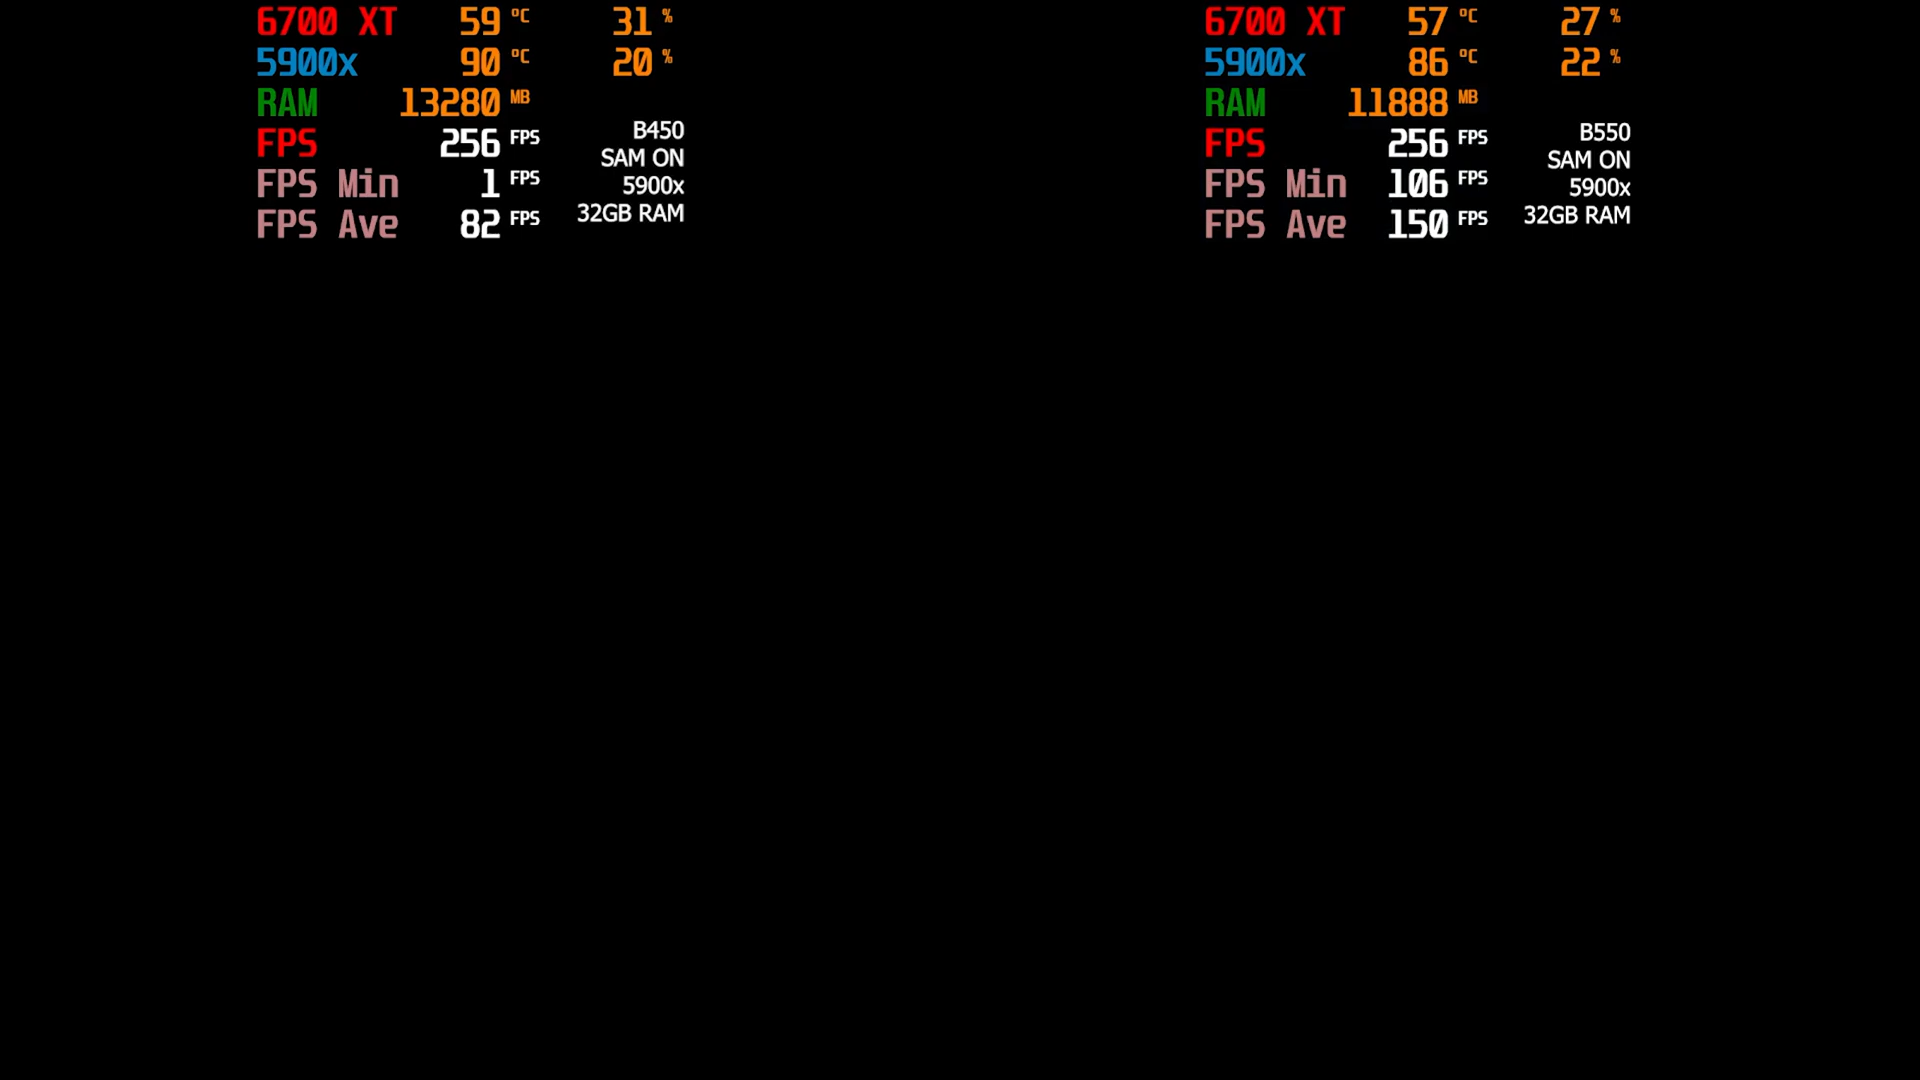 6700 XT 59 °C 31 %
5900x 90 °C 20 %
RAM 13280 MB
FPS 256 FPS
FPS Min 1 FPS
FPS Ave 82 FPS
B450
SAM ON
5900x
32GB RAM
6700 XT 57 °C 27 %
5900x 86 °C 22 %
RAM 11888 MB
FPS 256 FPS
FPS Min 106 FPS
FPS Ave 150 FPS
B550
SAM ON
5900x
32GB RAM